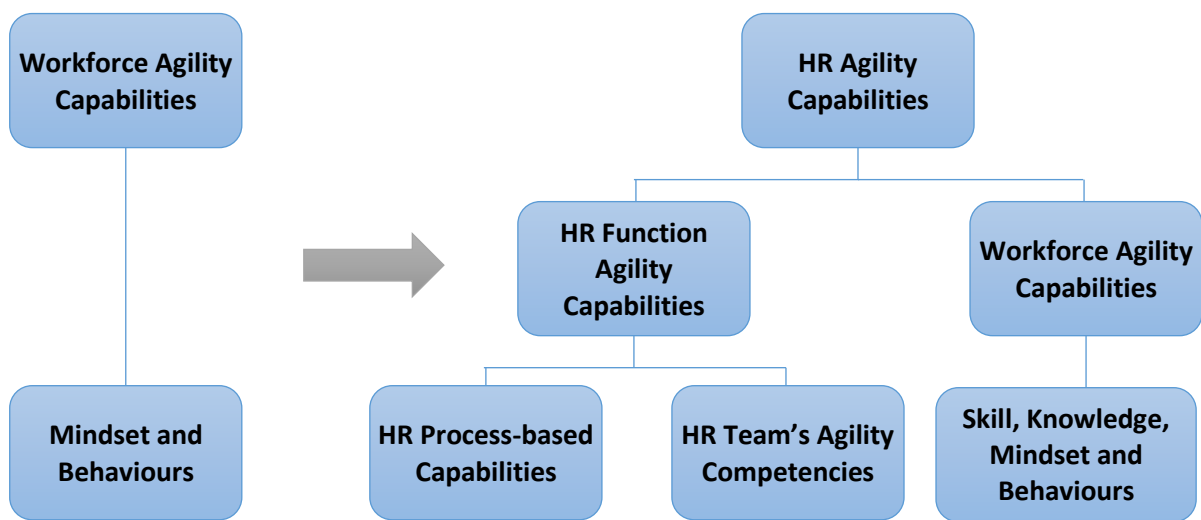 Workforce Agility
Capabilities
Mindset and
Behaviours
HR Agility
Capabilities
HR Function
Agility
Capabilities
Workforce Agility
Capabilities
HR Process-based
Capabilities
HR Team’s Agility
Competencies
Skill, Knowledge,
Mindset and
Behaviours